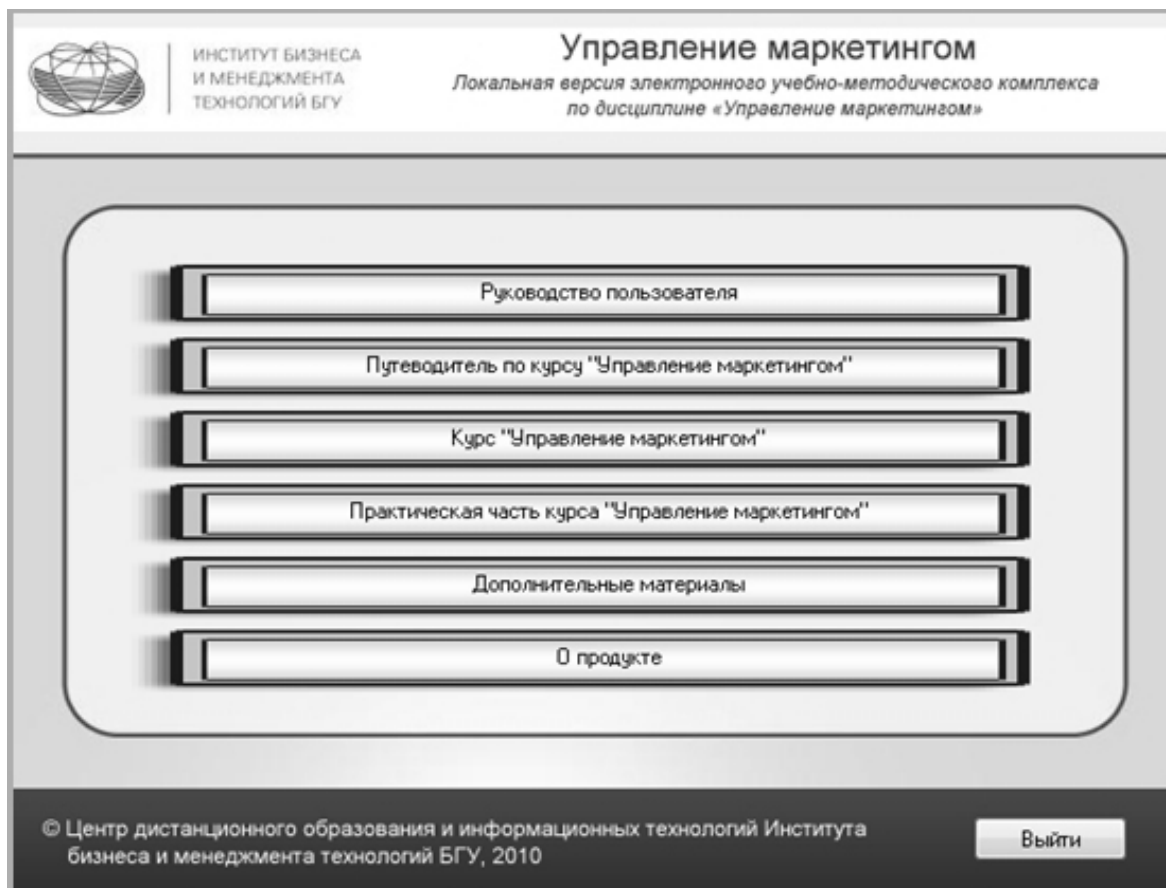 ИНСТИТУТ БИЗНЕСА
И МЕНЕДЖМЕНТА
ТЕХНОЛОГИЙ БГУ
Управление маркетингом
Локальная версия электронного учебно-методического комплекса
по дисциплине «Управление маркетингом»
Руководство пользователя
Путеводитель по курсу "Управление маркетингом"
Курс "Управление маркетингом"
Практическая часть курса "Управление маркетингом"
Дополнительные материалы
О продукте
© Центр дистанционного образования и информационных технологий Института
бизнеса и менеджмента технологий БГУ, 2010
Выйти